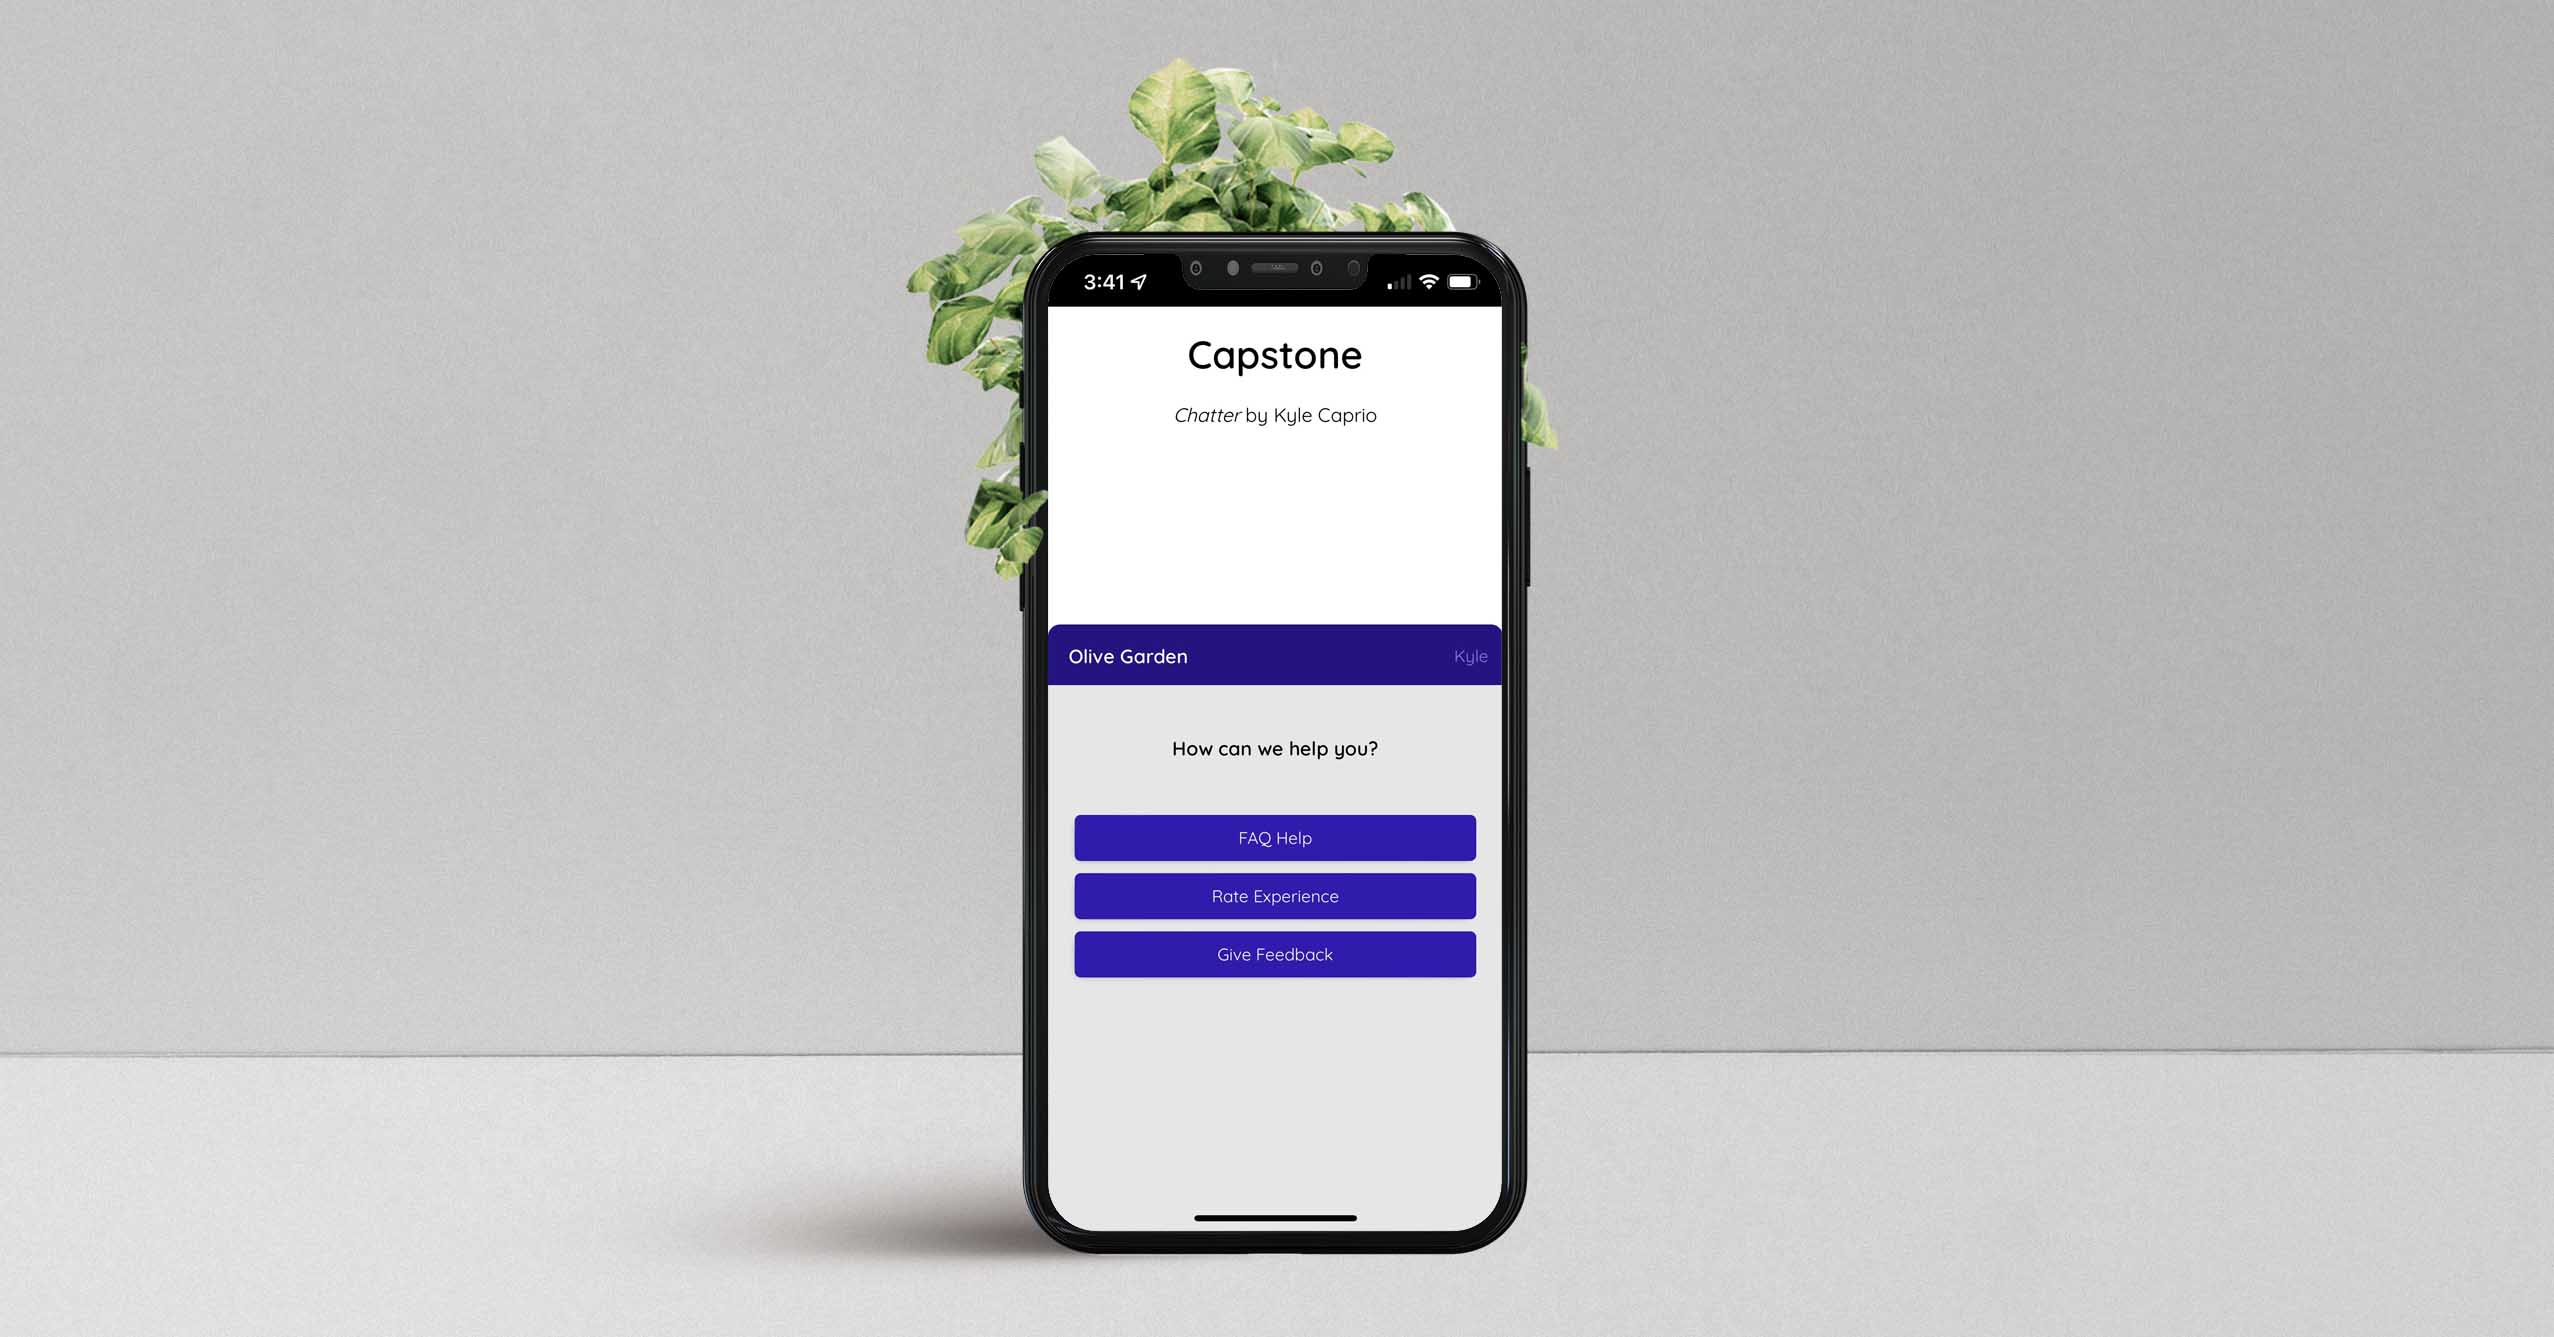 3:41
Capstone
Chatter by Kyle Caprio
Olive Garden
Kyle
How can we help you?
FAQ Help
Rate Experience
Give Feedback